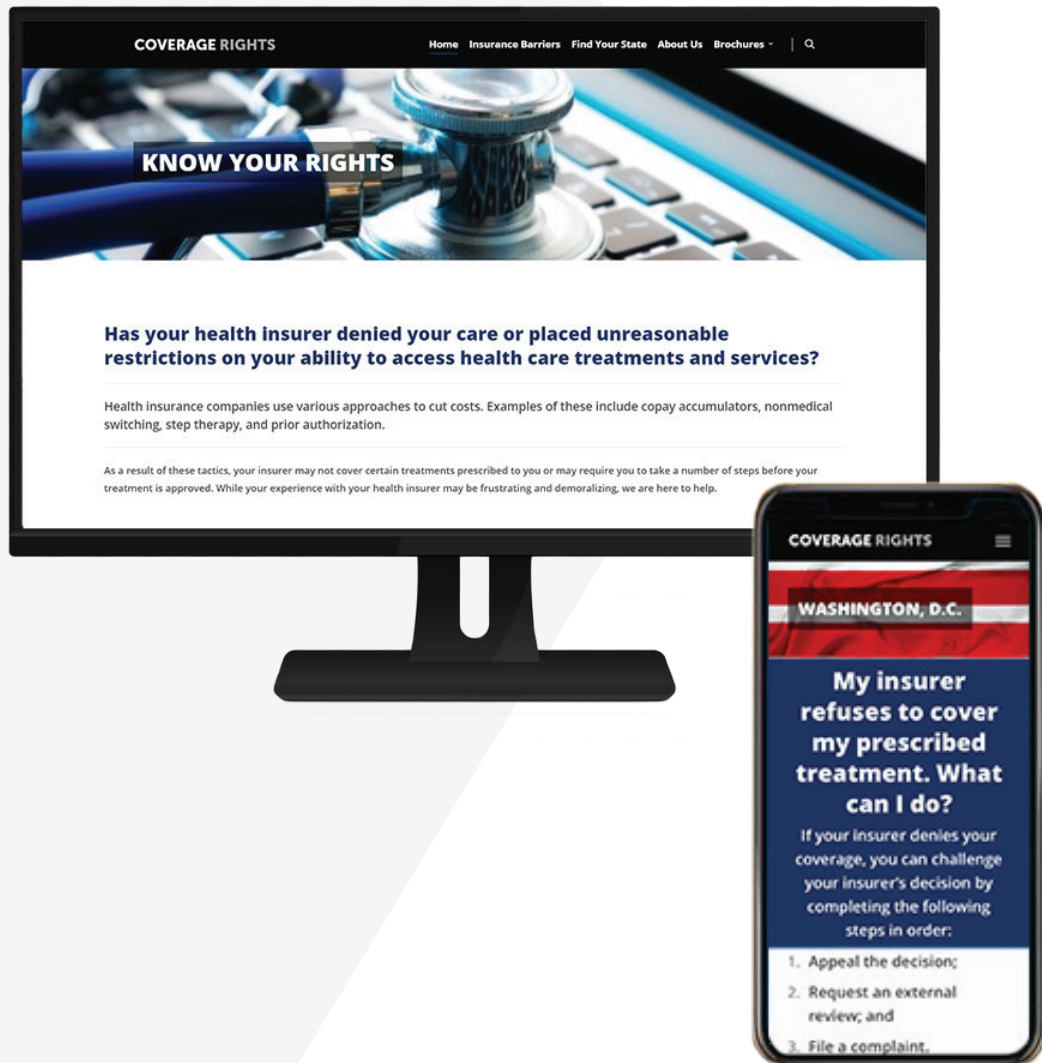 COVERAGE RIGHTS
Home Insurance Barriers Find Your State About Us Brochures
KNOW YOUR RIGHTS
Has your health insurer denied your care or placed unreasonable
restrictions on your ability to access health care treatments and services?
Health insurance companies use various approaches to cut costs. Examples of these include copay accumulators, nonmedical
switching, step therapy, and prior authorization.
As a result of these tactics, your insurer may not cover certain treatments prescribed to you or may require you to take a number of steps before your
treatment is approved. While your experience with your health insurer may be frustrating and demoralizing, we are here to help.
COVERAGE RIGHTS
WASHINGTON, D.C.
My insurer
refuses to cover
my prescribed
treatment. What
can I do?
If your insurer denies your
coverage, you can challenge
your insurer's decision by
completing the following
steps in order:
1. Appeal the decision;
2. Request an external
review; and
3. File a complaint.